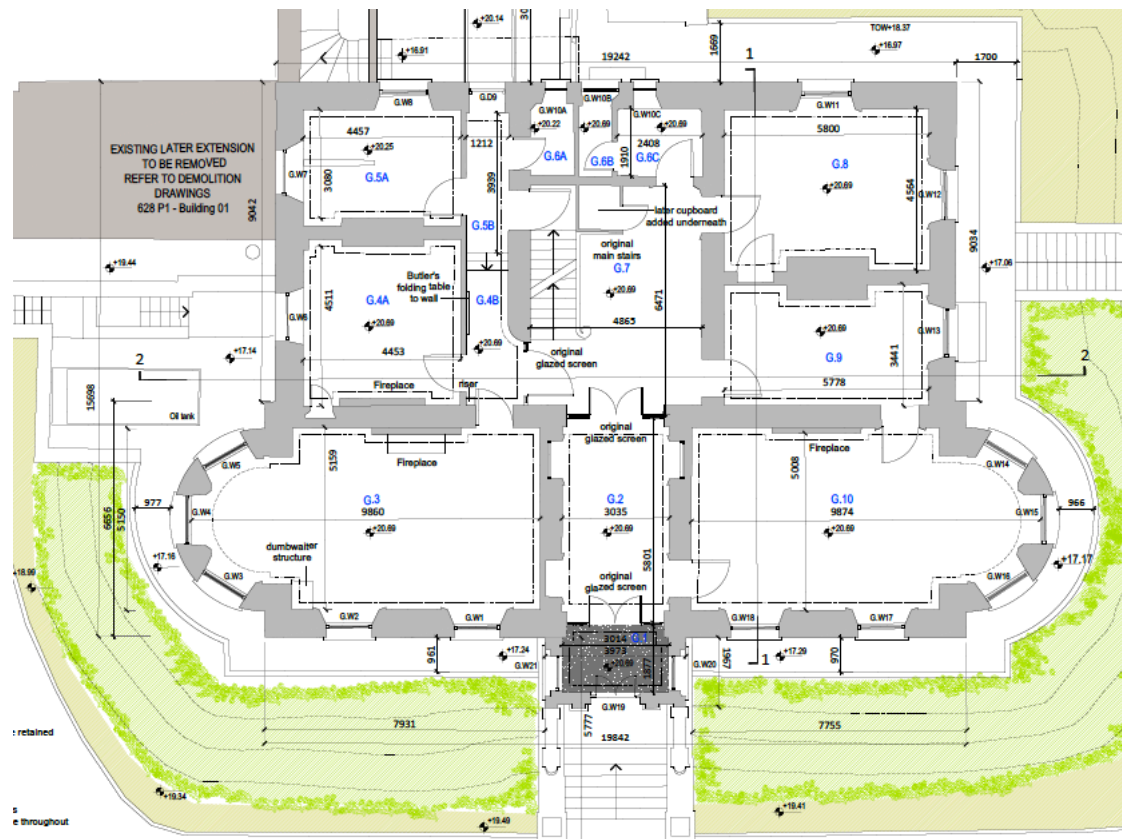 +20.14
30
+16.91
TOW+18.37
+16.97
1669
19242
1
1700
G.W8
G.D9
G.W10A
G.W10B
G.W10C
G.W11
4457
+20.25
1212
+20.22
+20.69
+20.69
2408
5800
EXISTING LATER EXTENSION
TO BE REMOVED
REFER TO DEMOLITION
DRAWINGS
628 P1 - Building 01
9042
G.W7
3080
G.5A
3939
G.6A
G.6B
1910
G.6C
G.8
+20.69
4564
G.W12
later cupboard
added underneath
G.5B
original
main stairs
G.7
+20.69
6471
9034
+17.06
+19.44
Butler's
folding table
to wall
G.4B
G.4A
4511
+20.69
G.W6
+20.69
4865
+20.69
G.9
G.W13
3441
+17.14
2
4453
original
glazed screen
5778
2
Fireplace
riser
15698
Oil tank
original
glazed screen
Fireplace
Fireplace
G.W5
5159
5008
G.W14
6656
5150
977
G.W4
G.3
9860
+20.69
G.2
3035
+20.69
G.10
9874
+20.69
G.W15
966
dumbwaiter
structure
5801
+17.16
+17.17
+18.99
G.W3
original
glazed screen
G.W16
G.W2
G.W1
G.W18
G.W17
3014
G.1
3973
+20.69
1877
961
+17.24
G.W21
G.W20
1967
1
+17.29
970
G.W19
7931
5777
7755
19842
e retained
+19.34
+19.41
s
e throughout
+19.49